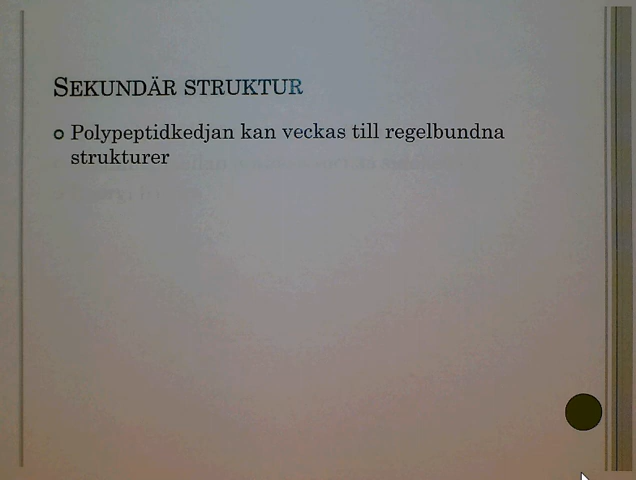 SEKUNDÄR STRUKTUR
Polypeptidkedjan kan veckas till regelbundna
strukturer